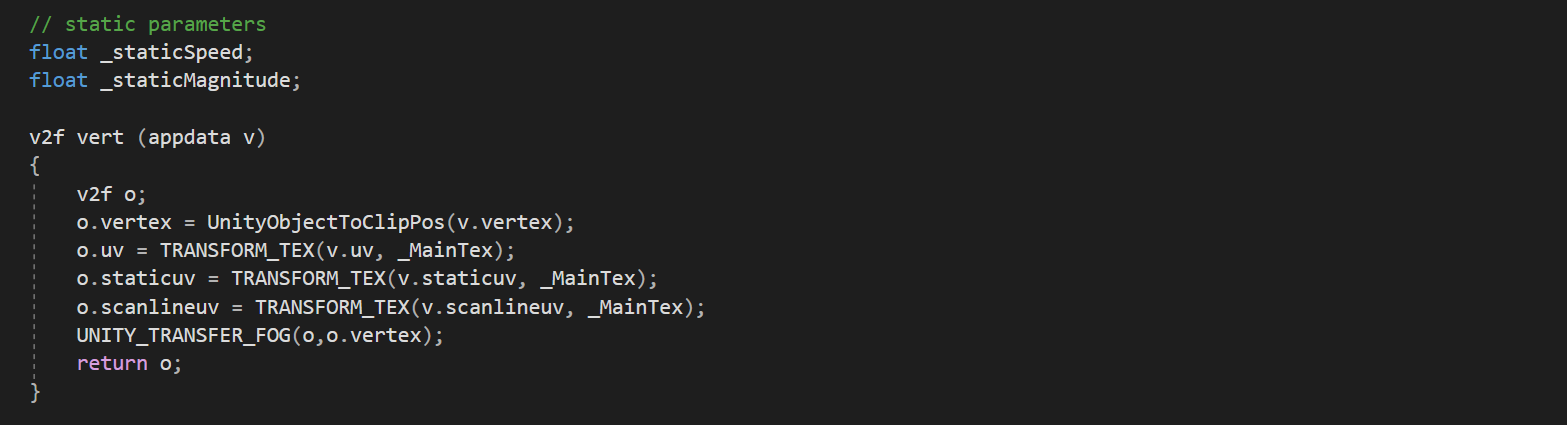 // static parameters
float _staticSpeed;
float _staticMagnitude;
v2f vert (appdata v)
{
v2f o;
o.vertex = UnityObjectToClipPos(v.vertex);
o.uv = TRANSFORM_TEX(v.uv, _MainTex);
o.staticuv = TRANSFORM_TEX(v.staticuv, _MainTex);
o.scanlineuv = TRANSFORM_TEX(v.scanlineuv, _MainTex);
UNITY_TRANSFER_FOG(o,o.vertex);
return o;
}